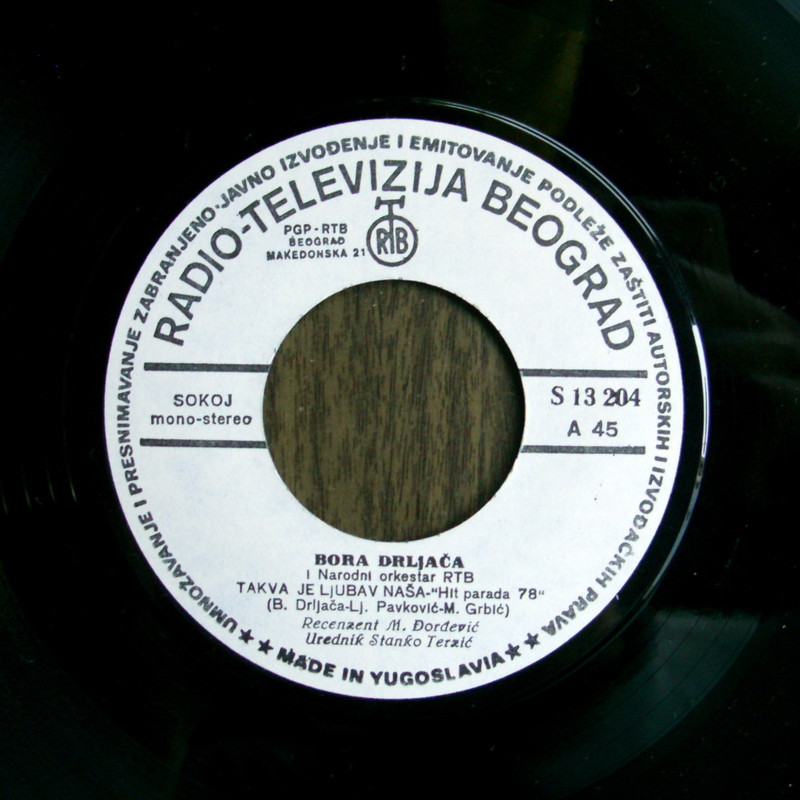 UMNOŽAVANJE I PRESNIMAVANJE ZABRANJENO·JAVNO IZVOĐENJE I EMITOVANJE PODLEŽE ZAŠTITI AUTORSKIH I IZVOĐAČKIH PRAVA
RADIO-TELEVIZIJA BEOGRAD
PGP-RTB
BEOGRAD
MAKEDONSKA 21
RTB
SOKOJ
mono-stereo
S 13 204
A 45
BORA DRLJAČA
i Narodni orkestar RTB
TAKVA JE LjUBAV NAŠA-"Hit parada 78"
(B. Drljača-Lj. Pavković-M. Grbić)
Recenzent M. Đorđević
Urednik Stanko Terzić
★★ MADE IN YUGOSLAVIA ★★